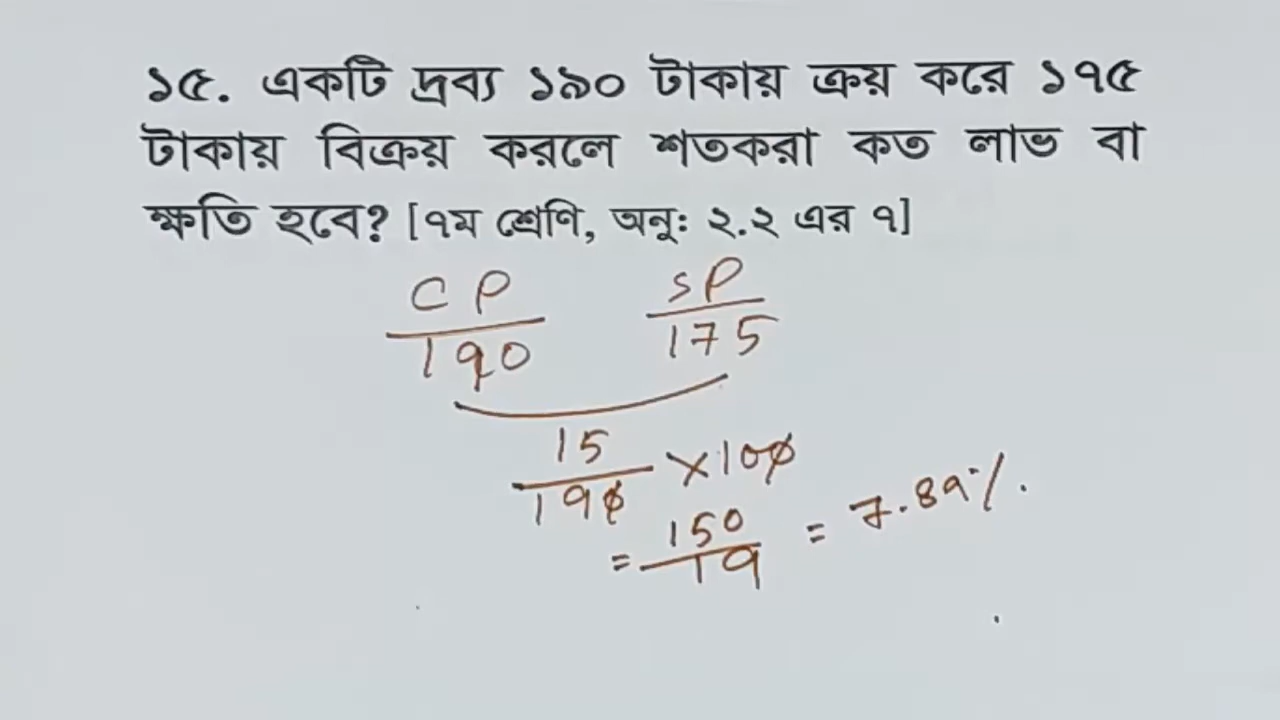 ১৫. একটি দ্রব্য ১৯০ টাকায় ক্রয় করে ১৭৫
টাকায় বিক্রয় করলে শতকরা কত লাভ বা
ক্ষতি হবে? [৭ম শ্রেণি, অনুঃ ২.২ এর ৭]
CP SP
190 175
15
190 ×100
= 150
19 = 7.89%.